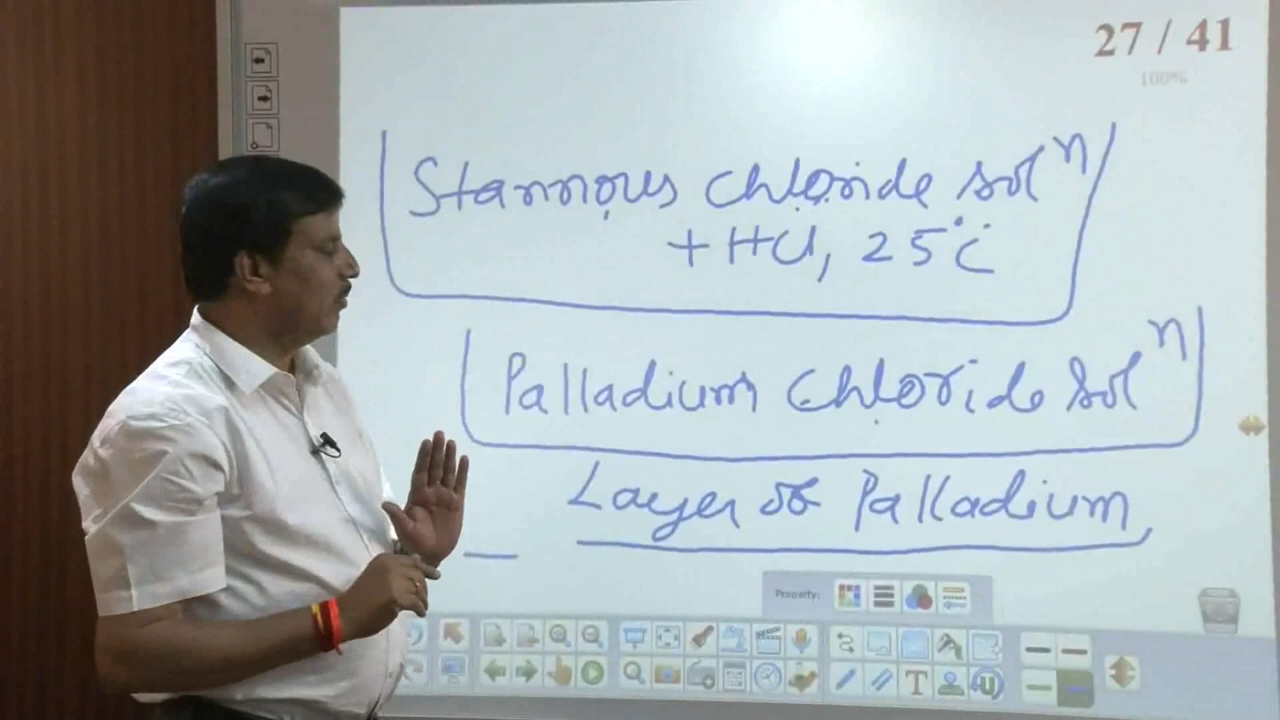 27 / 41
100%
Stannous Chloride solⁿ
+ HCl, 25°C
Palladium Chloride solⁿ
Layer of Palladium
Property: